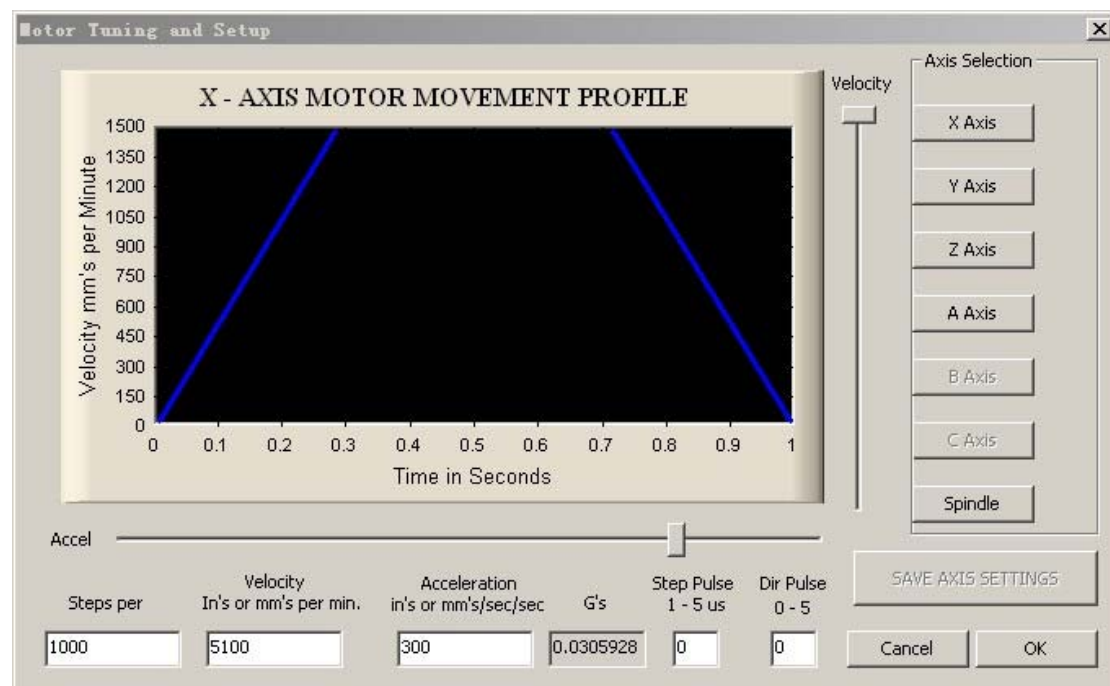 Motor Tuning and Setup
X - AXIS MOTOR MOVEMENT PROFILE
Velocity mm's per Minute
1500
1350
1200
1050
900
750
600
450
300
150
0
0 0.1 0.2 0.3 0.4 0.5 0.6 0.7 0.8 0.9 1
Time in Seconds
Velocity
Axis Selection
X Axis
Y Axis
Z Axis
A Axis
B Axis
C Axis
Spindle
Accel
SAVE AXIS SETTINGS
Steps per
Velocity
In's or mm's per min.
Acceleration
in's or mm's/sec/sec
G's
Step Pulse
1 - 5 us
Dir Pulse
0 - 5
1000 5100 300 0.0305928 0 0
Cancel OK